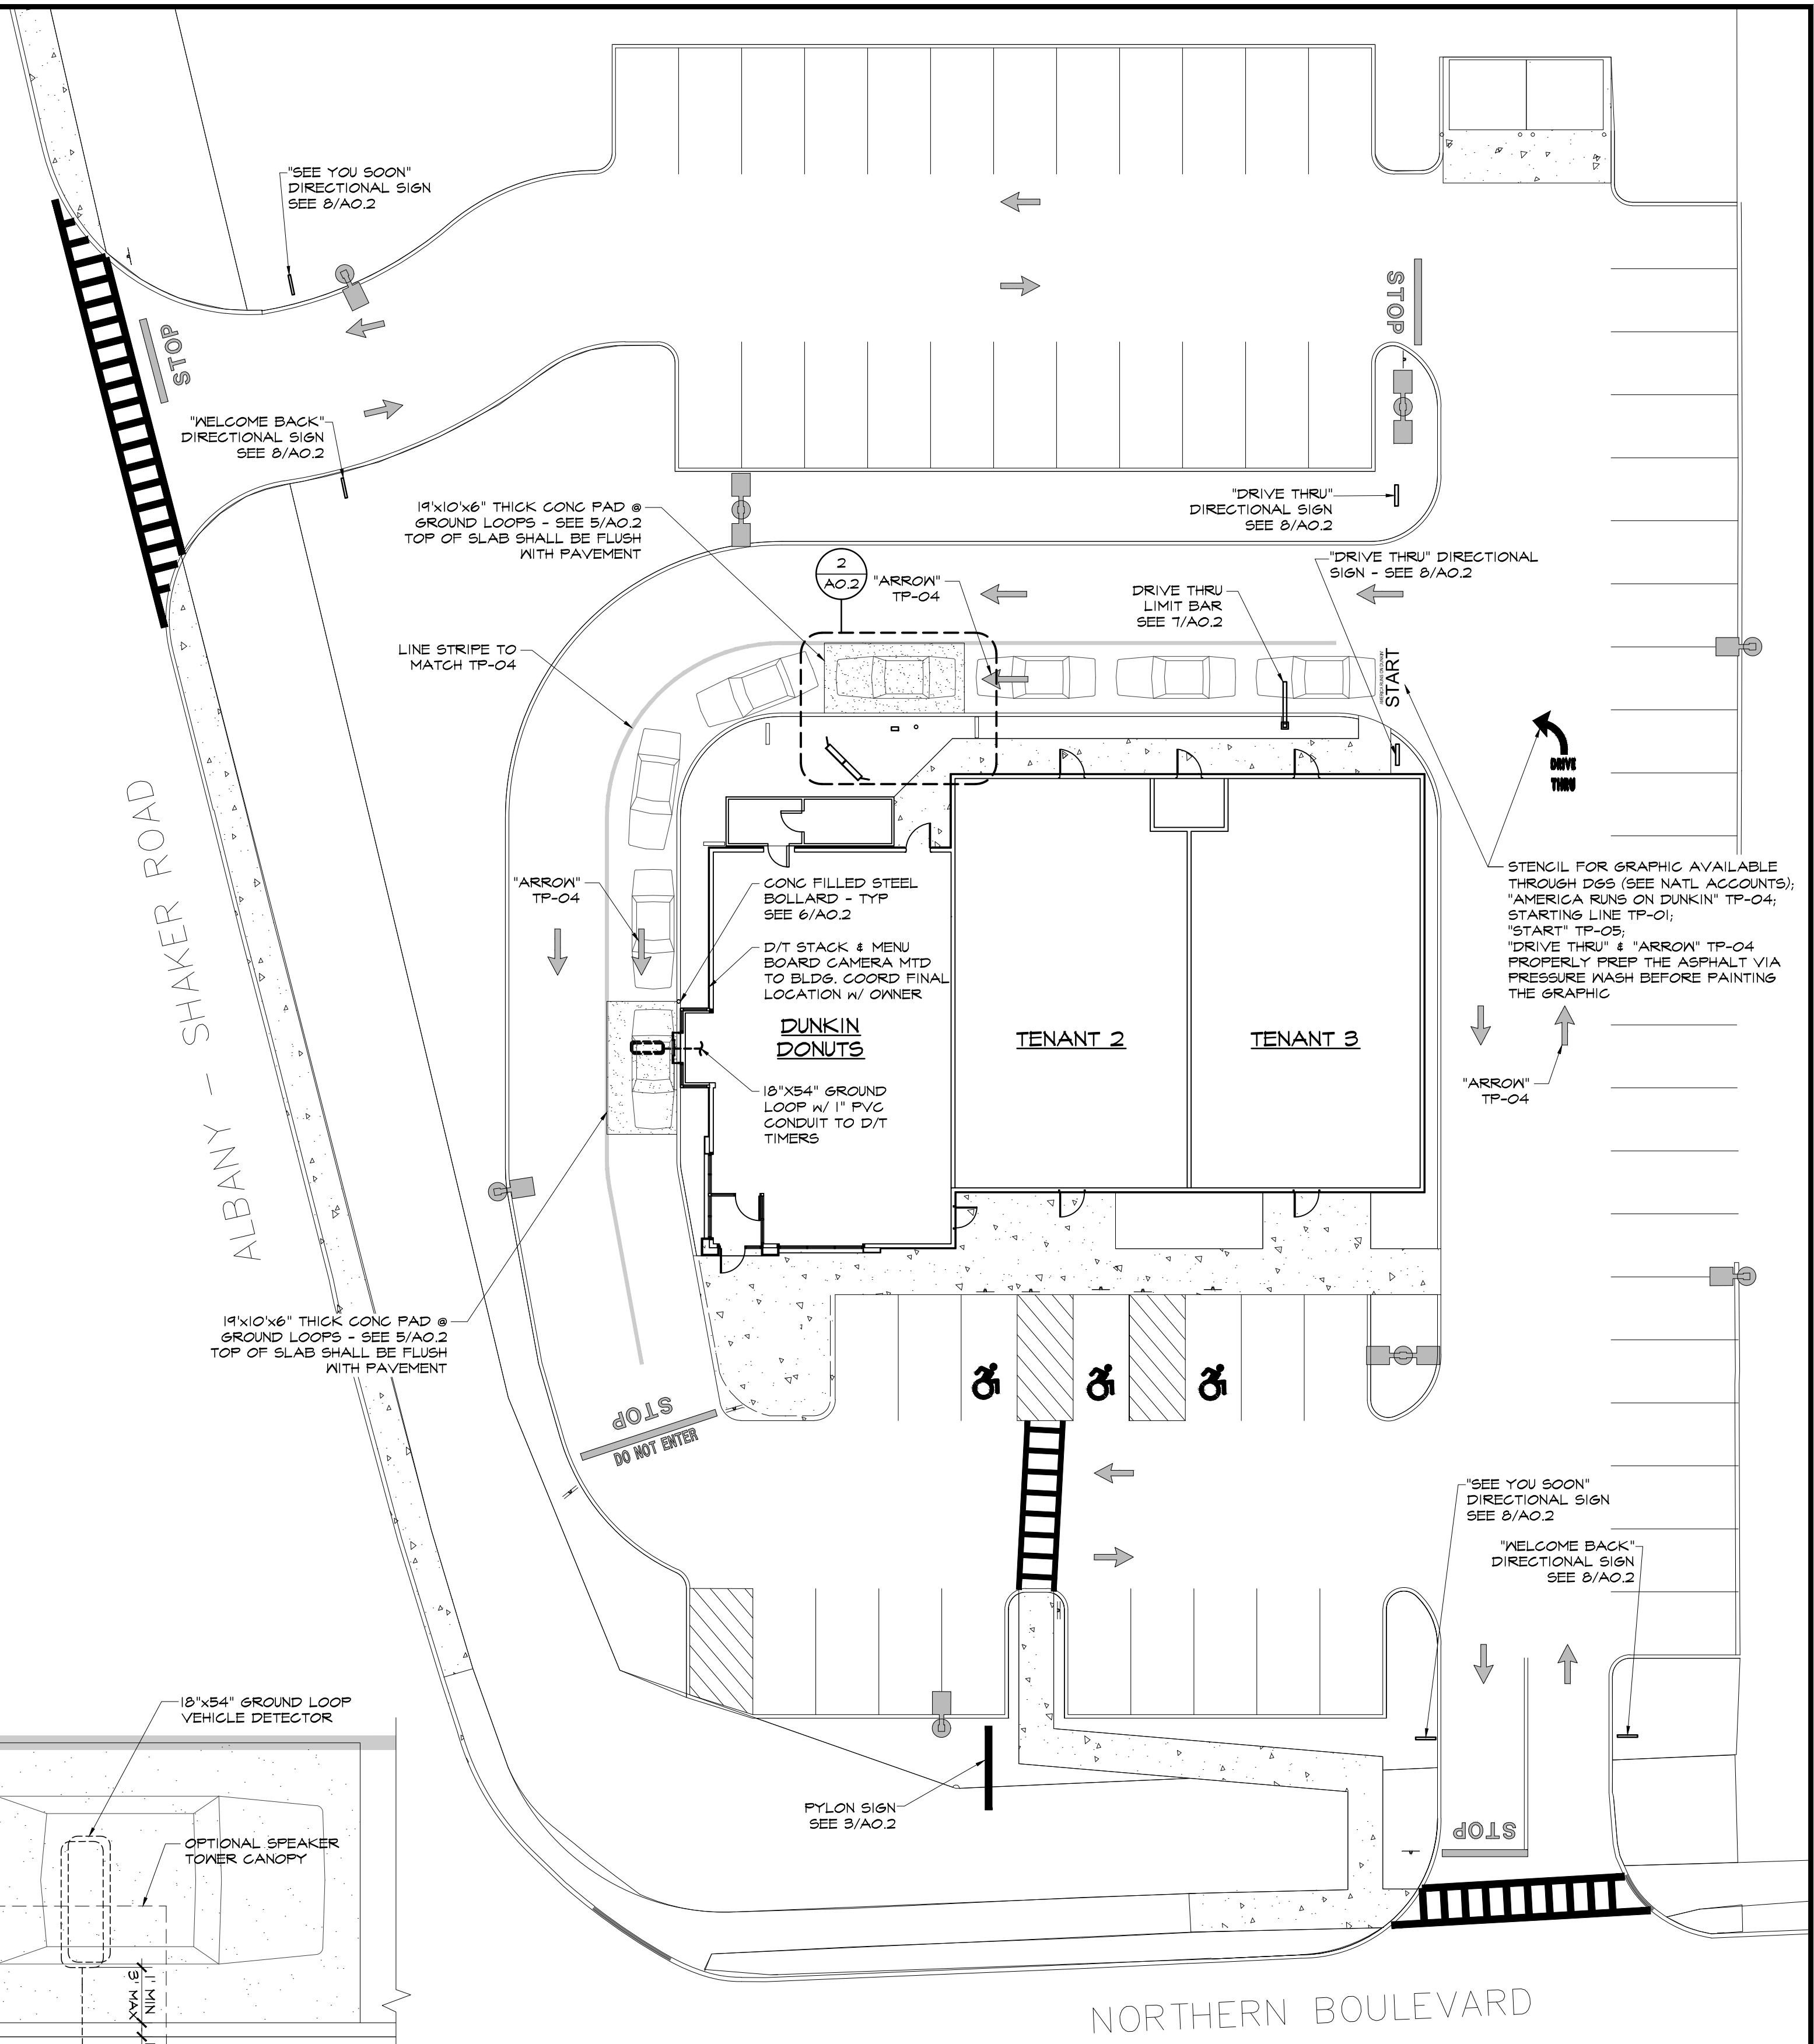 "SEE YOU SOON"
DIRECTIONAL SIGN
SEE 8/A0.2
STOP
STOP
"WELCOME BACK"
DIRECTIONAL SIGN
SEE 8/A0.2
19'x10'x6" THICK CONC PAD @
GROUND LOOPS - SEE 5/A0.2
TOP OF SLAB SHALL BE FLUSH
WITH PAVEMENT
"DRIVE THRU"
DIRECTIONAL SIGN
SEE 8/A0.2
2
A0.2
"ARROW"
TP-04
"DRIVE THRU" DIRECTIONAL
SIGN - SEE 8/A0.2
DRIVE THRU
LIMIT BAR
SEE 7/A0.2
LINE STRIPE TO
MATCH TP-04
AMERICA RUNS ON DUNKIN'
START
DRIVE
THRU
ALBANY - SHAKER ROAD
STENCIL FOR GRAPHIC AVAILABLE
THROUGH DGS (SEE NATL ACCOUNTS);
"AMERICA RUNS ON DUNKIN" TP-04;
STARTING LINE TP-01;
"START" TP-05;
"DRIVE THRU" & "ARROW" TP-04
PROPERLY PREP THE ASPHALT VIA
PRESSURE WASH BEFORE PAINTING
THE GRAPHIC
"ARROW"
TP-04
CONC FILLED STEEL
BOLLARD - TYP
SEE 6/A0.2
D/T STACK & MENU
BOARD CAMERA MTD
TO BLDG. COORD FINAL
LOCATION W/ OWNER
DUNKIN
DONUTS
TENANT 2
TENANT 3
18"X54" GROUND
LOOP W/ 1" PVC
CONDUIT TO D/T
TIMERS
"ARROW"
TP-04
19'x10'x6" THICK CONC PAD @
GROUND LOOPS - SEE 5/A0.2
TOP OF SLAB SHALL BE FLUSH
WITH PAVEMENT
STOP
DO NOT ENTER
"SEE YOU SOON"
DIRECTIONAL SIGN
SEE 8/A0.2
"WELCOME BACK"
DIRECTIONAL SIGN
SEE 8/A0.2
18"x54" GROUND LOOP
VEHICLE DETECTOR
OPTIONAL SPEAKER
TOWER CANOPY
1' MIN
3' MAX
PYLON SIGN
SEE 3/A0.2
STOP
NORTHERN BOULEVARD